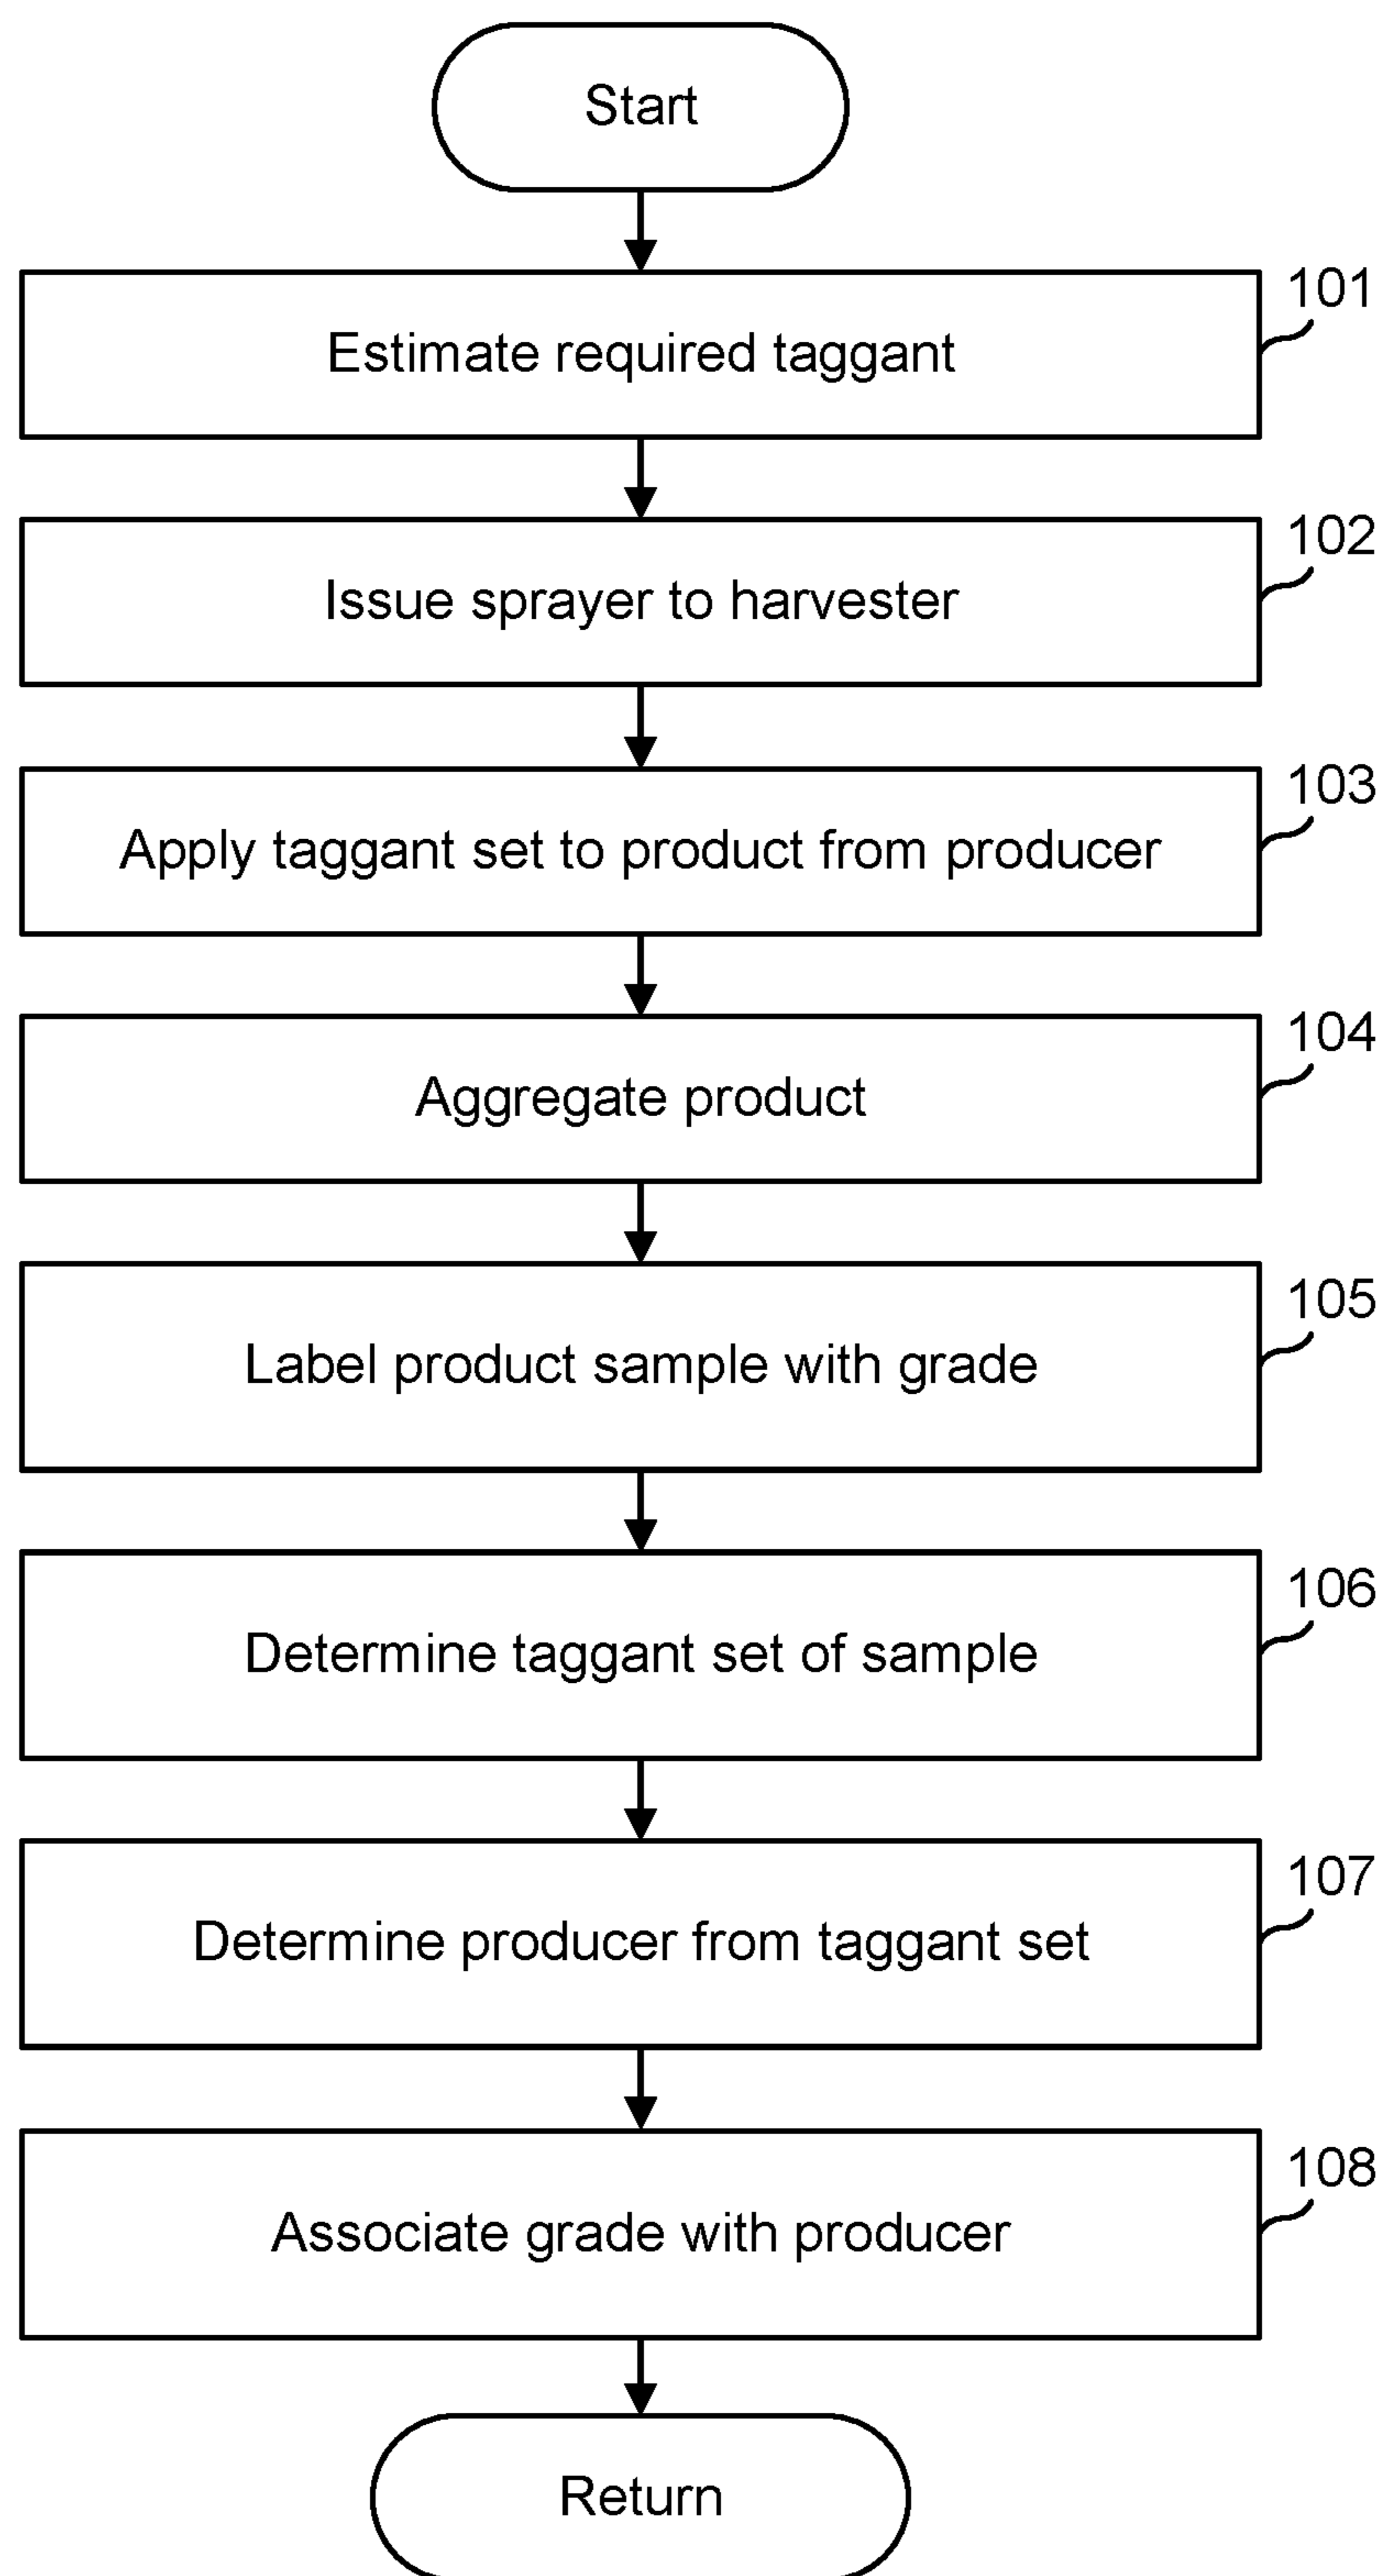 Start
101
Estimate required taggant
102
Issue sprayer to harvester
103
Apply taggant set to product from producer
104
Aggregate product
105
Label product sample with grade
106
Determine taggant set of sample
107
Determine producer from taggant set
108
Associate grade with producer
Return